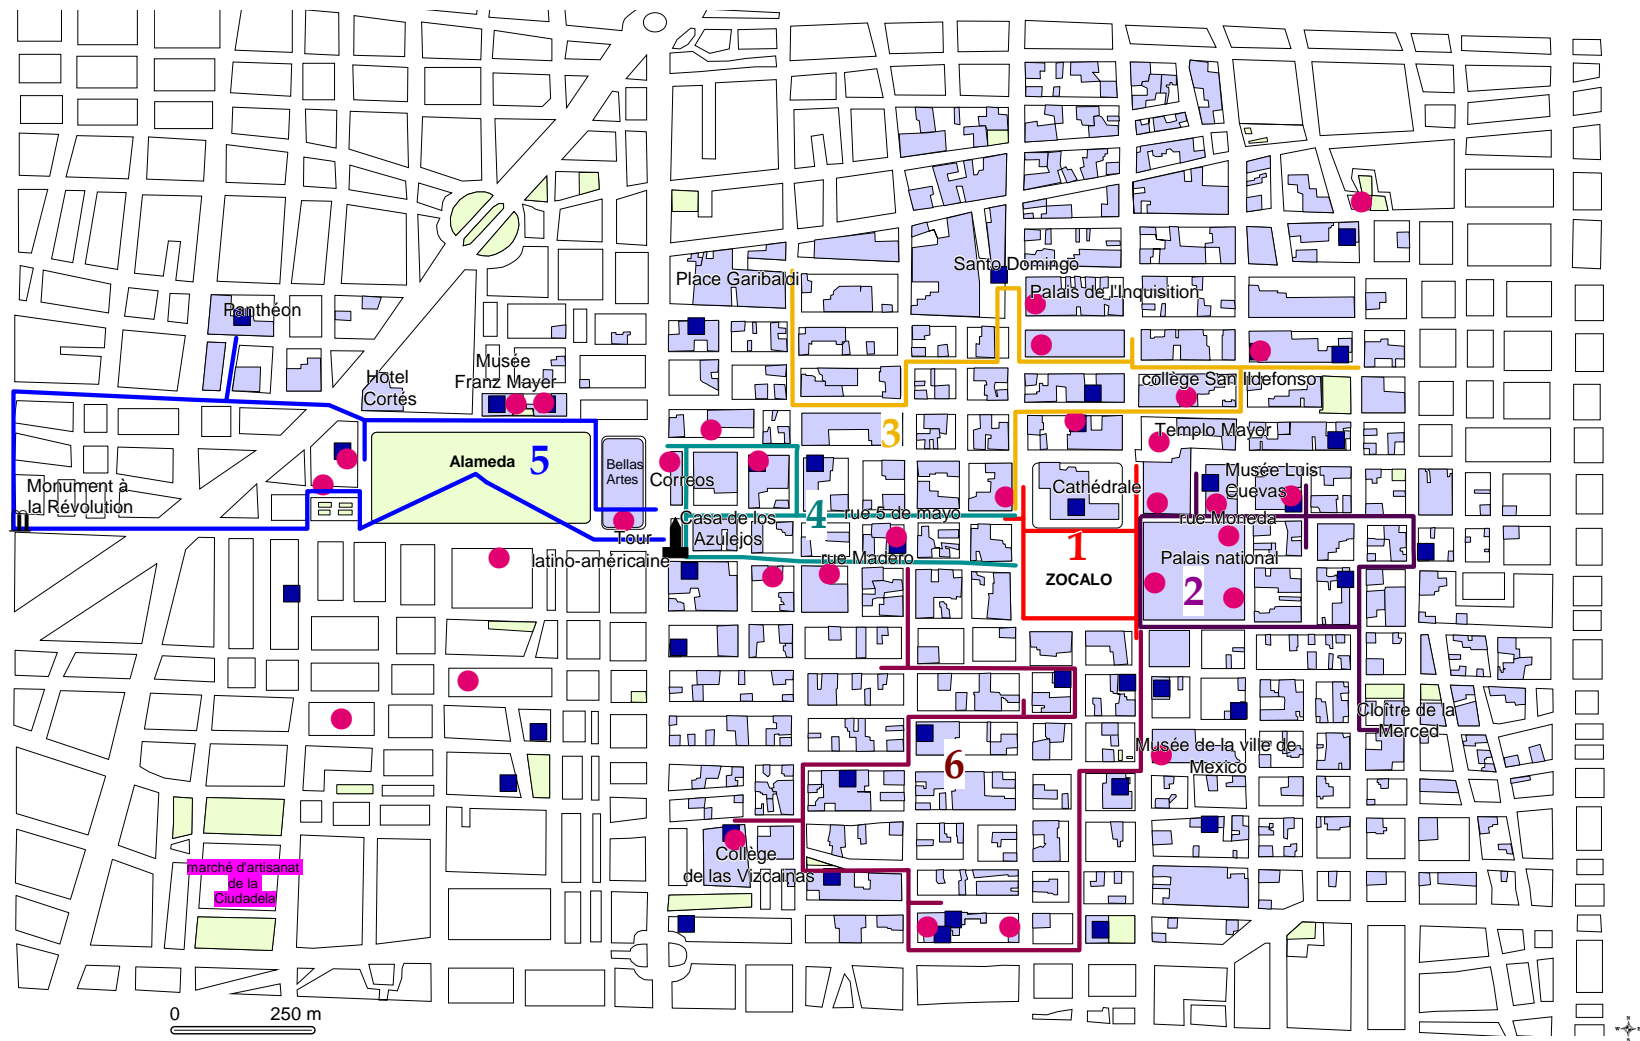 Santo Domingo
Place Garibaldi
Palais de l'Inquisition
Panthéon
Musée
Franz Mayer
Hotel
Cortés
collège San Ildefonso
3
Templo Mayor
Alameda
5
Bellas
Artes
Correos
Musée Luis
Cuevas
Cathédrale
Monument à
la Révolution
m
4
rue 5 de mayo
rue Moneda
Casa de los
Azulejos
Tour
latino-américaine
rue Madero
1
ZOCALO
Palais national
2
Cloître de la
Merced
Musée de la ville de
Mexico
6
Collège
de las Vizcainas
marché d'artisanat
de la
Ciudadela
0 250 m